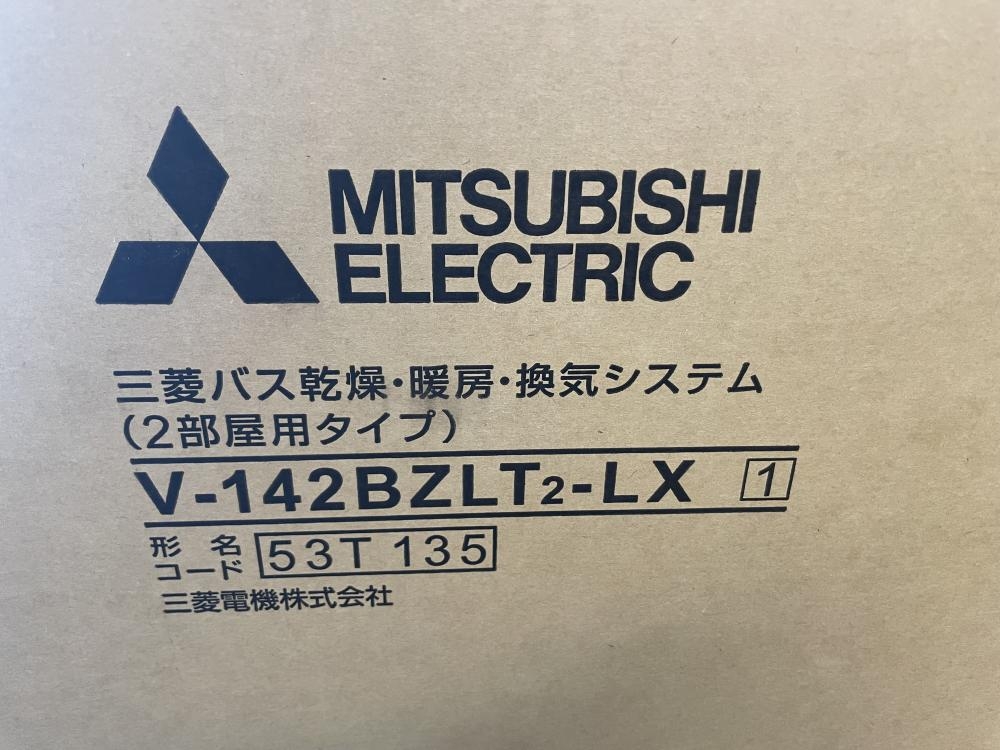 MITSUBISHI
ELECTRIC
三菱バス乾燥・暖房・換気システム
(2部屋用タイプ)
V-142BZLT2-LX 1
形名
コード 53T 135
三菱電機株式会社